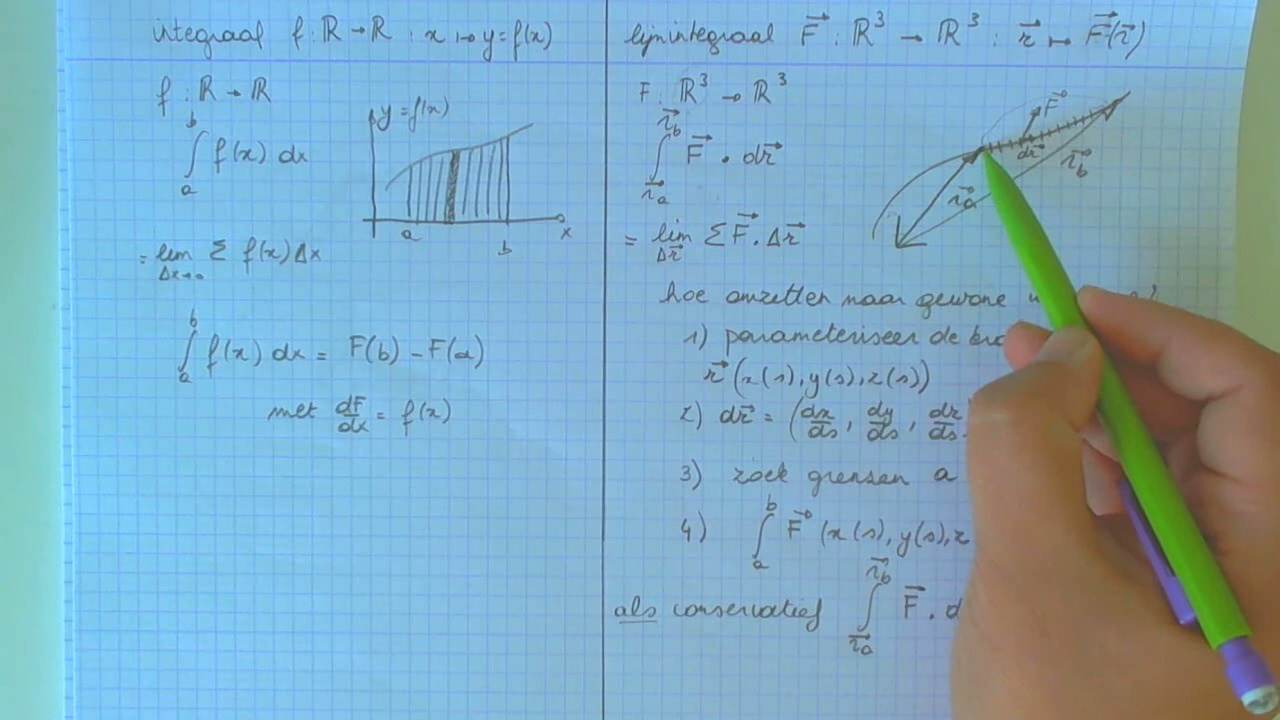 integraal f : ℝ → ℝ : x ↦ y = f(x)
f : ℝ → ℝ
∫ₐᵇ f(x) dx
y = f(x)
a b x
= lim Δx→0 Σ f(x) Δx
∫ₐᵇ f(x) dx = F(b) − F(a)
met dF/dx = f(x)
lijnintegraal F⃗ : ℝ³ → ℝ³ : r⃗ ↦ F⃗(r⃗)
F : ℝ³ → ℝ³
∫ r⃗a r⃗b F⃗ · dr⃗
F⃗ dr⃗ r⃗a r⃗b
= lim Δr⃗ Σ F⃗ · Δr⃗
hoe omzetten naar gewone
1) parameteriseer de
r⃗ (x(s), y(s), z(s))
2) dr⃗ = (dx/ds, dy/ds, dz/ds
3) zoek grenzen a
4) ∫ₐᵇ F⃗ (x(s), y(s), z
als conservatief ∫ r⃗a r⃗b F⃗ · d